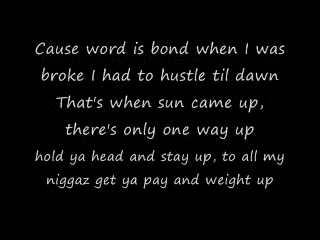 Cause word is bond when I was
broke I had to hustle til dawn
That's when sun came up,
there's only one way up
hold ya head and stay up, to all my
niggaz get ya pay and weight up